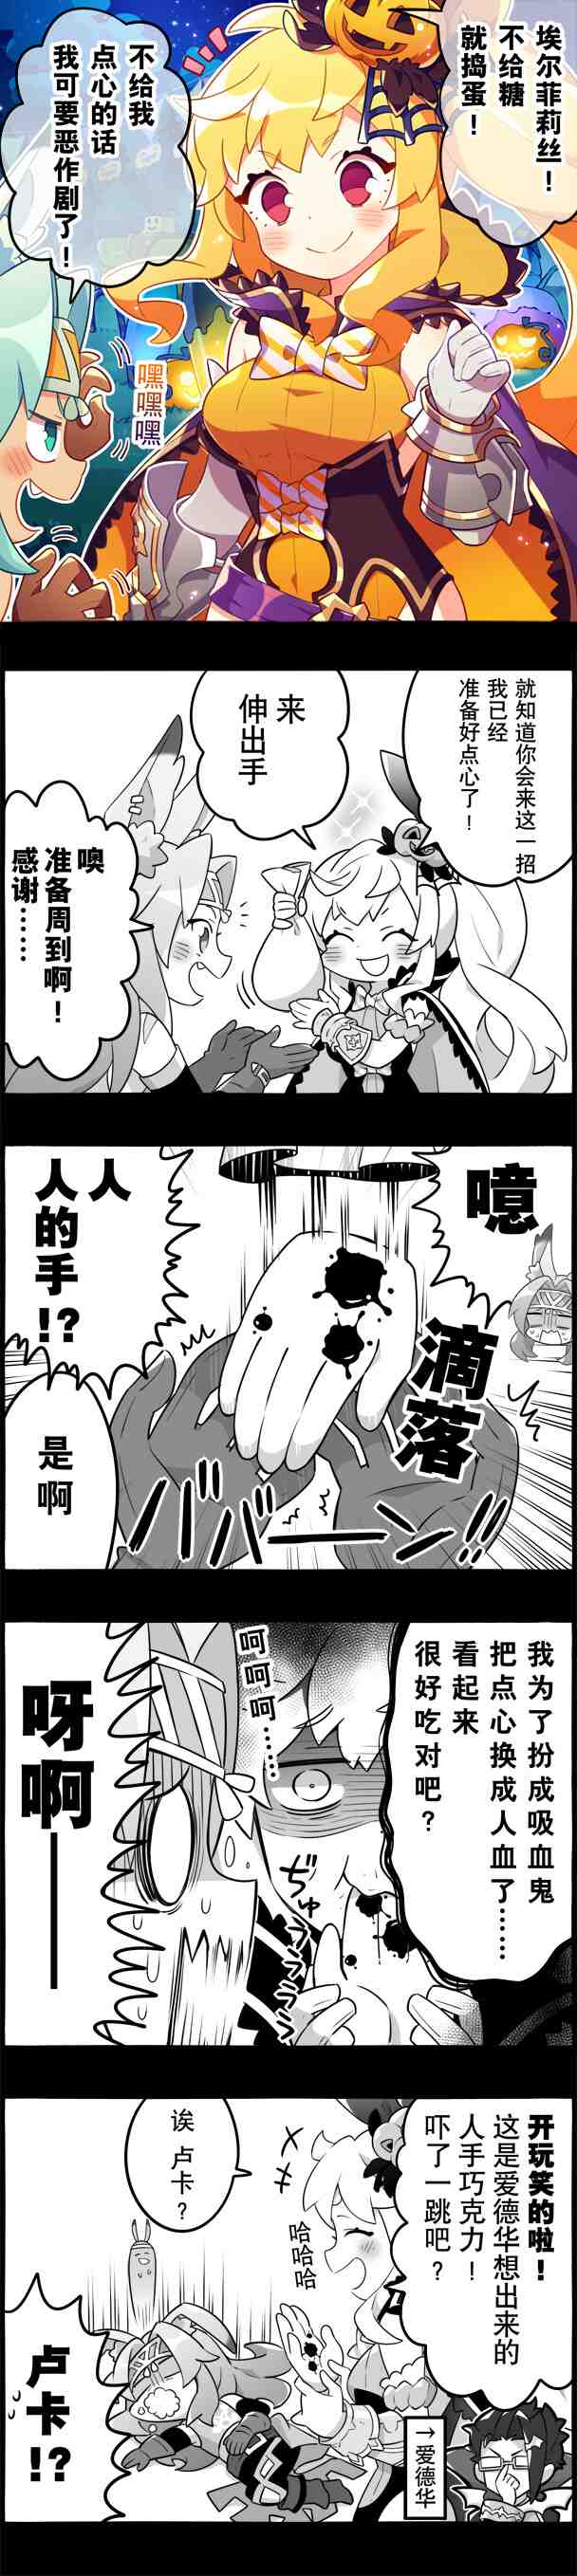 埃尔菲莉丝！
不给糖
就捣蛋！
不给我
点心的话
我可要恶作剧了！
嘿嘿嘿
就知道你会来这一招
我已经
准备好点心了！
来
伸出手
噢
准备周到啊！
感谢……
噫
滴落
人
人的手!?
是啊
バババーン!!
我为了扮成吸血鬼
把点心换成人血了……
看起来
很好吃对吧？
呵呵呵……
ぢゅうううう
呀啊——
开玩笑的啦！
这是爱德华想出来的
人手巧克力！
吓了一跳吧？
哈哈哈
诶 卢卡？
卢卡!?
→爱德华